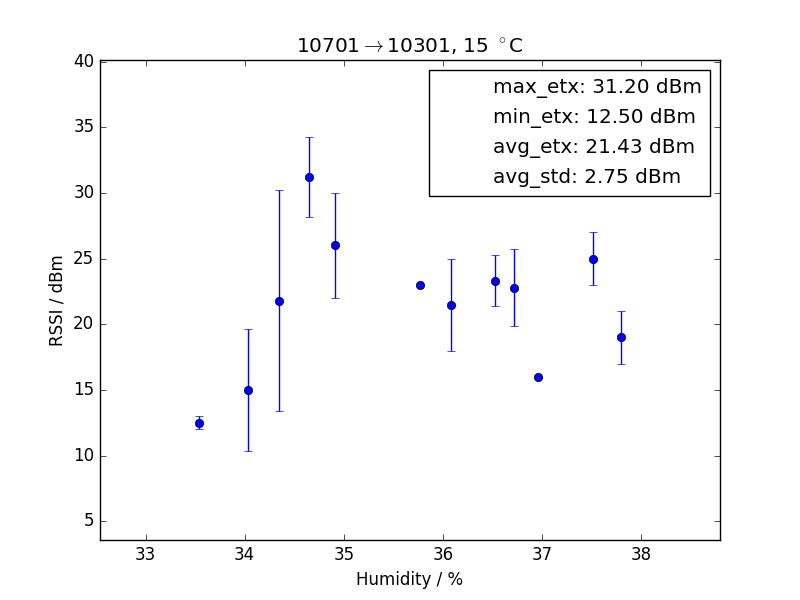 10701→10301, 15 °C
max_etx: 31.20 dBm
min_etx: 12.50 dBm
avg_etx: 21.43 dBm
avg_std: 2.75 dBm
40
35
30
25
20
15
10
5
RSSI / dBm
33 34 35 36 37 38
Humidity / %